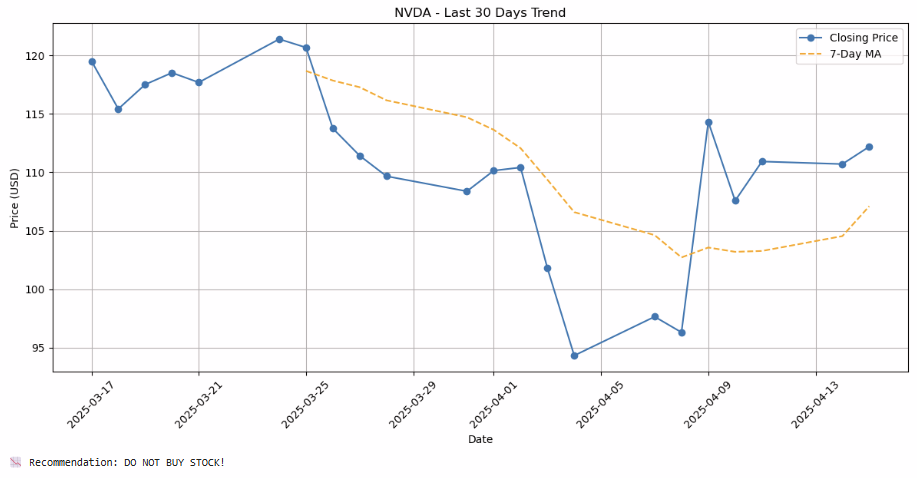 NVDA - Last 30 Days Trend
Closing Price
7-Day MA
120
115
110
105
100
95
Price (USD)
2025-03-17
2025-03-21
2025-03-25
2025-03-29
2025-04-01
2025-04-05
2025-04-09
2025-04-13
Date
Recommendation: DO NOT BUY STOCK!